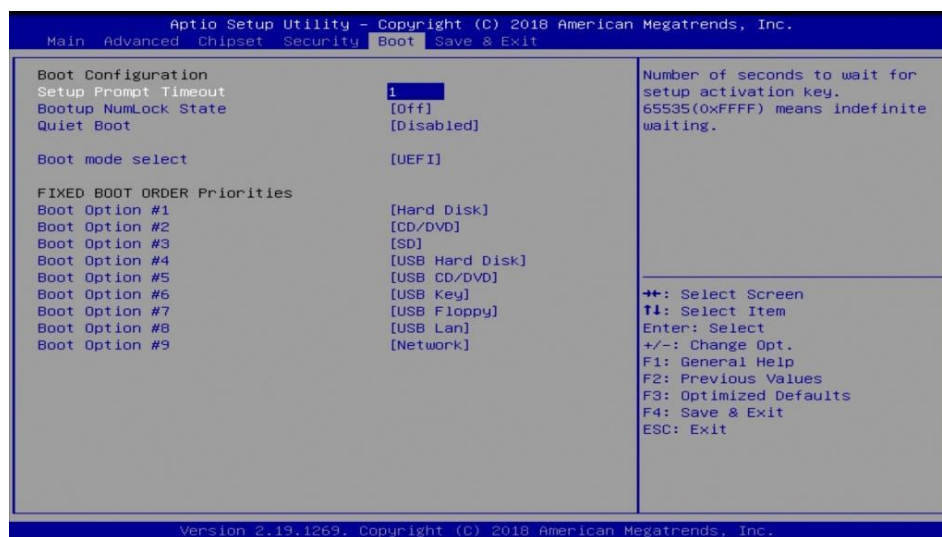 Aptio Setup Utility – Copyright (C) 2018 American Megatrends, Inc.
Main Advanced Chipset Security Boot Save & Exit
Boot Configuration
Setup Prompt Timeout 1
Bootup NumLock State [Off]
Quiet Boot [Disabled]
Boot mode select [UEFI]
FIXED BOOT ORDER Priorities
Boot Option #1 [Hard Disk]
Boot Option #2 [CD/DVD]
Boot Option #3 [SD]
Boot Option #4 [USB Hard Disk]
Boot Option #5 [USB CD/DVD]
Boot Option #6 [USB Key]
Boot Option #7 [USB Floppy]
Boot Option #8 [USB Lan]
Boot Option #9 [Network]
Number of seconds to wait for
setup activation key.
65535(0xFFFF) means indefinite
waiting.
→←: Select Screen
↑↓: Select Item
Enter: Select
+/-: Change Opt.
F1: General Help
F2: Previous Values
F3: Optimized Defaults
F4: Save & Exit
ESC: Exit
Version 2.19.1269. Copyright (C) 2018 American Megatrends, Inc.